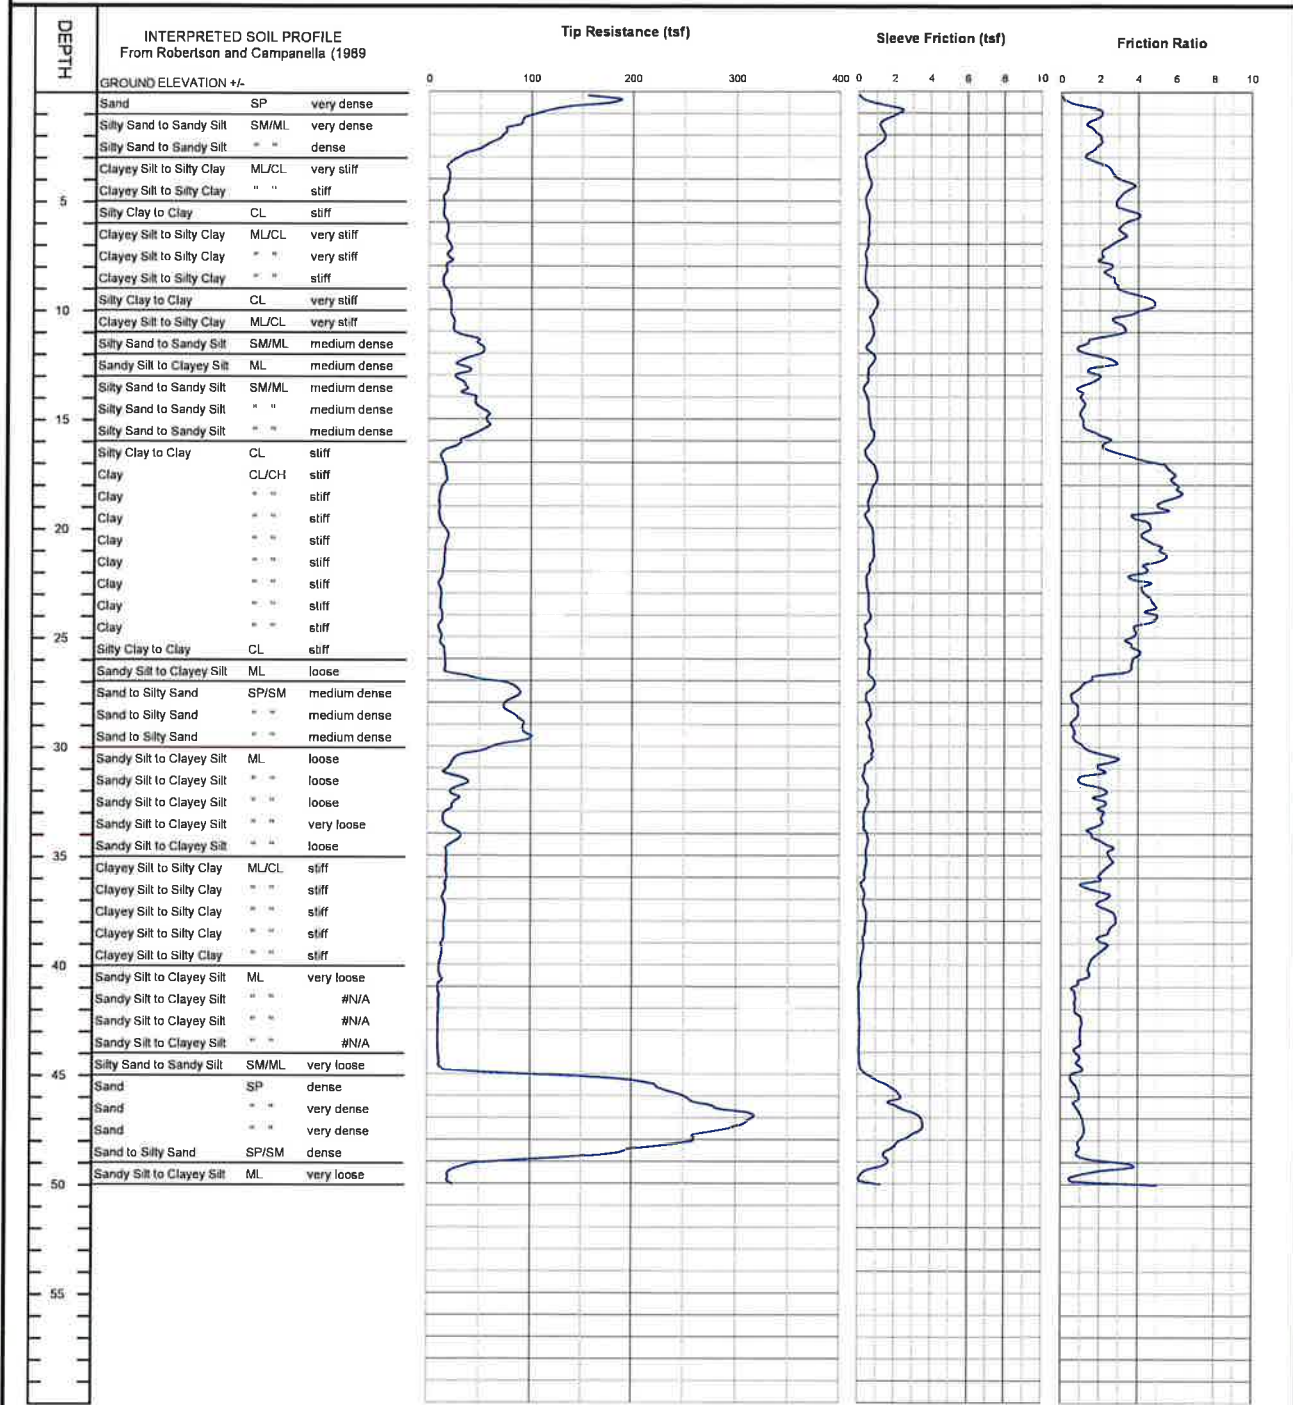 DEPTH
INTERPRETED SOIL PROFILE
From Robertson and Campanella (1989
GROUND ELEVATION +/-
Tip Resistance (tsf)
Sleeve Friction (tsf)
Friction Ratio
0 100 200 300 400
0 2 4 6 8 10
0 2 4 6 8 10
Sand SP very dense
Silty Sand to Sandy Silt SM/ML very dense
Silty Sand to Sandy Silt " " dense
Clayey Silt to Silty Clay ML/CL very stiff
Clayey Silt to Silty Clay " " stiff
5
Silty Clay to Clay CL stiff
Clayey Silt to Silty Clay ML/CL very stiff
Clayey Silt to Silty Clay " " very stiff
Clayey Silt to Silty Clay " " stiff
Silty Clay to Clay CL very stiff
10
Clayey Silt to Silty Clay ML/CL very stiff
Silty Sand to Sandy Silt SM/ML medium dense
Sandy Silt to Clayey Silt ML medium dense
Silty Sand to Sandy Silt SM/ML medium dense
Silty Sand to Sandy Silt " " medium dense
15
Silty Sand to Sandy Silt " " medium dense
Silty Clay to Clay CL stiff
Clay CL/CH stiff
Clay " " stiff
Clay " " stiff
20
Clay " " stiff
Clay " " stiff
Clay " " stiff
Clay " " stiff
Clay " " stiff
25
Silty Clay to Clay CL stiff
Sandy Silt to Clayey Silt ML loose
Sand to Silty Sand SP/SM medium dense
Sand to Silty Sand " " medium dense
Sand to Silty Sand " " medium dense
30
Sandy Silt to Clayey Silt ML loose
Sandy Silt to Clayey Silt " " loose
Sandy Silt to Clayey Silt " " loose
Sandy Silt to Clayey Silt " " very loose
Sandy Silt to Clayey Silt " " loose
35
Clayey Silt to Silty Clay ML/CL stiff
Clayey Silt to Silty Clay " " stiff
Clayey Silt to Silty Clay " " stiff
Clayey Silt to Silty Clay " " stiff
Clayey Silt to Silty Clay " " stiff
40
Sandy Silt to Clayey Silt ML very loose
Sandy Silt to Clayey Silt " " #N/A
Sandy Silt to Clayey Silt " " #N/A
Sandy Silt to Clayey Silt " " #N/A
Silty Sand to Sandy Silt SM/ML very loose
45
Sand SP dense
Sand " " very dense
Sand " " very dense
Sand to Silty Sand SP/SM dense
Sandy Silt to Clayey Silt ML very loose
50
55